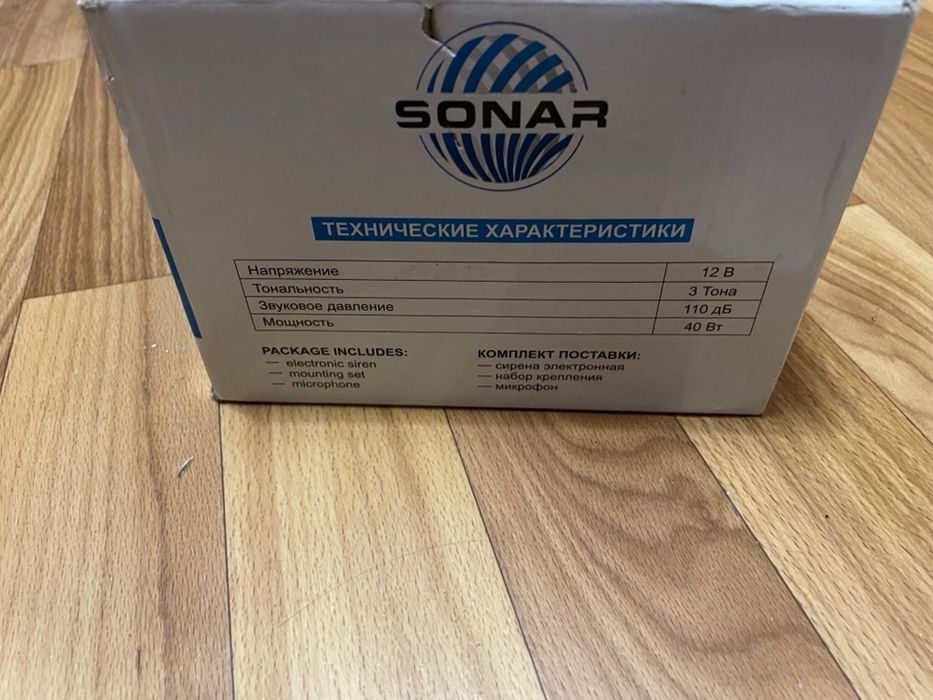 SONAR
ТЕХНИЧЕСКИЕ ХАРАКТЕРИСТИКИ
Напряжение 12 В
Тональность 3 Тона
Звуковое давление 110 дБ
Мощность 40 Вт
PACKAGE INCLUDES:
— electronic siren
— mounting set
— microphone
КОМПЛЕКТ ПОСТАВКИ:
— сирена электронная
— набор крепления
— микрофон